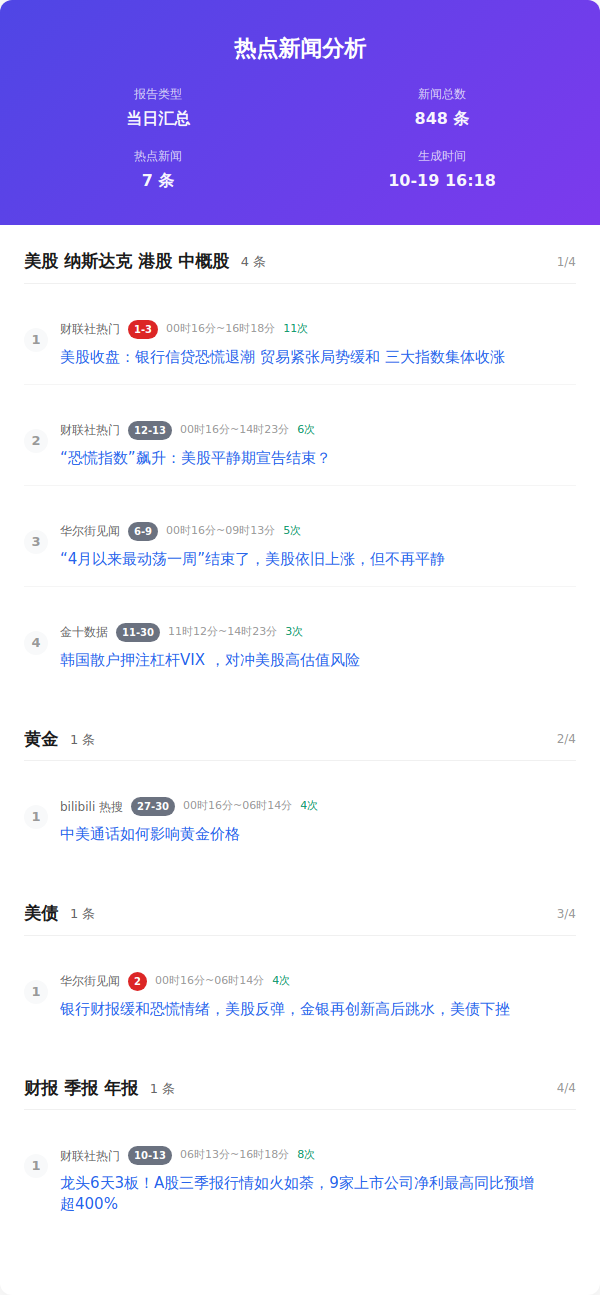 热点新闻分析
报告类型
新闻总数
当日汇总
848 条
热点新闻
生成时间
7 条
10-19 16:18
美股 纳斯达克 港股 中概股 4 条 1/4
财联社热门 1-3 00时16分~16时18分 11次
1
美股收盘：银行信贷恐慌退潮 贸易紧张局势缓和 三大指数集体收涨
财联社热门 12-13 00时16分~14时23分 6次
2
“恐慌指数”飙升：美股平静期宣告结束？
华尔街见闻 6-9 00时16分~09时13分 5次
3
“4月以来最动荡一周”结束了，美股依旧上涨，但不再平静
金十数据 11-30 11时12分~14时23分 3次
4
韩国散户押注杠杆VIX ，对冲美股高估值风险
黄金 1 条 2/4
bilibili 热搜 27-30 00时16分~06时14分 4次
1
中美通话如何影响黄金价格
美债 1 条 3/4
华尔街见闻 2 00时16分~06时14分 4次
1
银行财报缓和恐慌情绪，美股反弹，金银再创新高后跳水，美债下挫
财报 季报 年报 1 条 4/4
财联社热门 10-13 06时13分~16时18分 8次
1
龙头6天3板！A股三季报行情如火如荼，9家上市公司净利最高同比预增
超400%